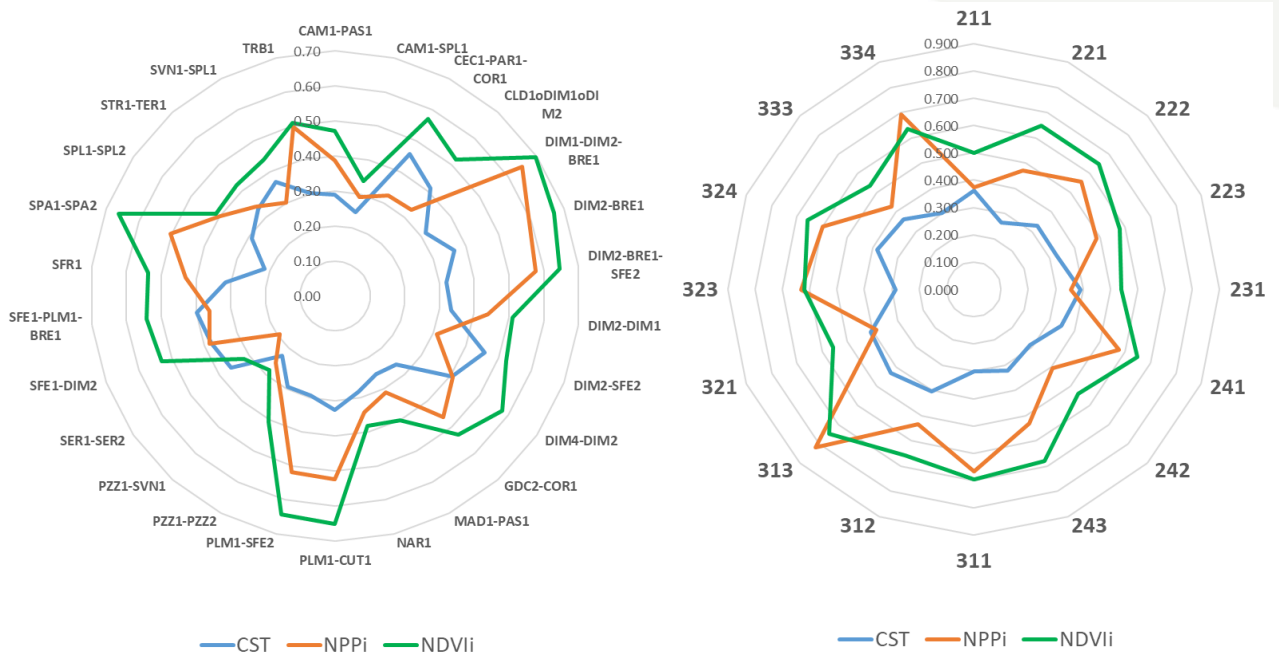 CAM1-PAS1
CAM1-SPL1
CEC1-PAR1-
COR1
CLD1oDIM1oDI
M2
DIM1-DIM2-
BRE1
DIM2-BRE1
DIM2-BRE1-
SFE2
DIM2-DIM1
DIM2-SFE2
DIM4-DIM2
GDC2-COR1
MAD1-PAS1
NAR1
PLM1-CUT1
PLM1-SFE2
PZZ1-PZZ2
PZZ1-SVN1
SER1-SER2
SFE1-DIM2
SFE1-PLM1-
BRE1
SFR1
SPA1-SPA2
SPL1-SPL2
STR1-TER1
SVN1-SPL1
TRB1
0.70
0.60
0.50
0.40
0.30
0.20
0.10
0.00
CST
NPPi
NDVIi
211
221
222
223
231
241
242
243
311
312
313
321
323
324
333
334
0.900
0.800
0.700
0.600
0.500
0.400
0.300
0.200
0.100
0.000
CST
NPPi
NDVIi